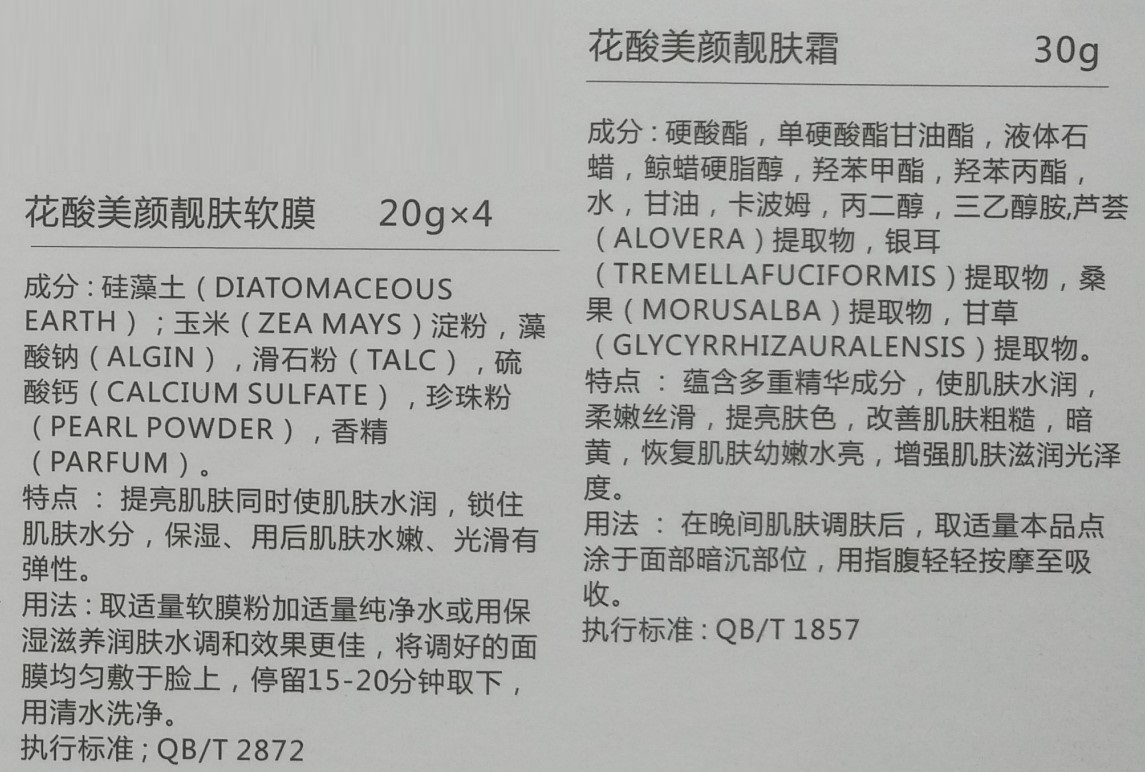 花酸美颜靓肤软膜 20g×4
成分:硅藻土(DIATOMACEOUS
EARTH);玉米(ZEA MAYS)淀粉,藻
酸钠(ALGIN),滑石粉(TALC),硫
酸钙(CALCIUM SULFATE),珍珠粉
(PEARL POWDER),香精
(PARFUM)。
特点:提亮肌肤同时使肌肤水润,锁住
肌肤水分,保湿、用后肌肤水嫩、光滑有
弹性。
用法:取适量软膜粉加适量纯净水或用保
湿滋养润肤水调和效果更佳,将调好的面
膜均匀敷于脸上,停留15-20分钟取下,
用清水洗净。
执行标准;QB/T 2872
花酸美颜靓肤霜 30g
成分:硬酸酯,单硬酸酯甘油酯,液体石
蜡,鲸蜡硬脂醇,羟苯甲酯,羟苯丙酯,
水,甘油,卡波姆,丙二醇,三乙醇胺,芦荟
(ALOVERA)提取物,银耳
(TREMELLAFUCIFORMIS)提取物,桑
果(MORUSALBA)提取物,甘草
(GLYCYRRHIZAURALENSIS)提取物。
特点:蕴含多重精华成分,使肌肤水润,
柔嫩丝滑,提亮肤色,改善肌肤粗糙,暗
黄,恢复肌肤幼嫩水亮,增强肌肤滋润光泽
度。
用法:在晚间肌肤调肤后,取适量本品点
涂于面部暗沉部位,用指腹轻轻按摩至吸
收。
执行标准:QB/T 1857